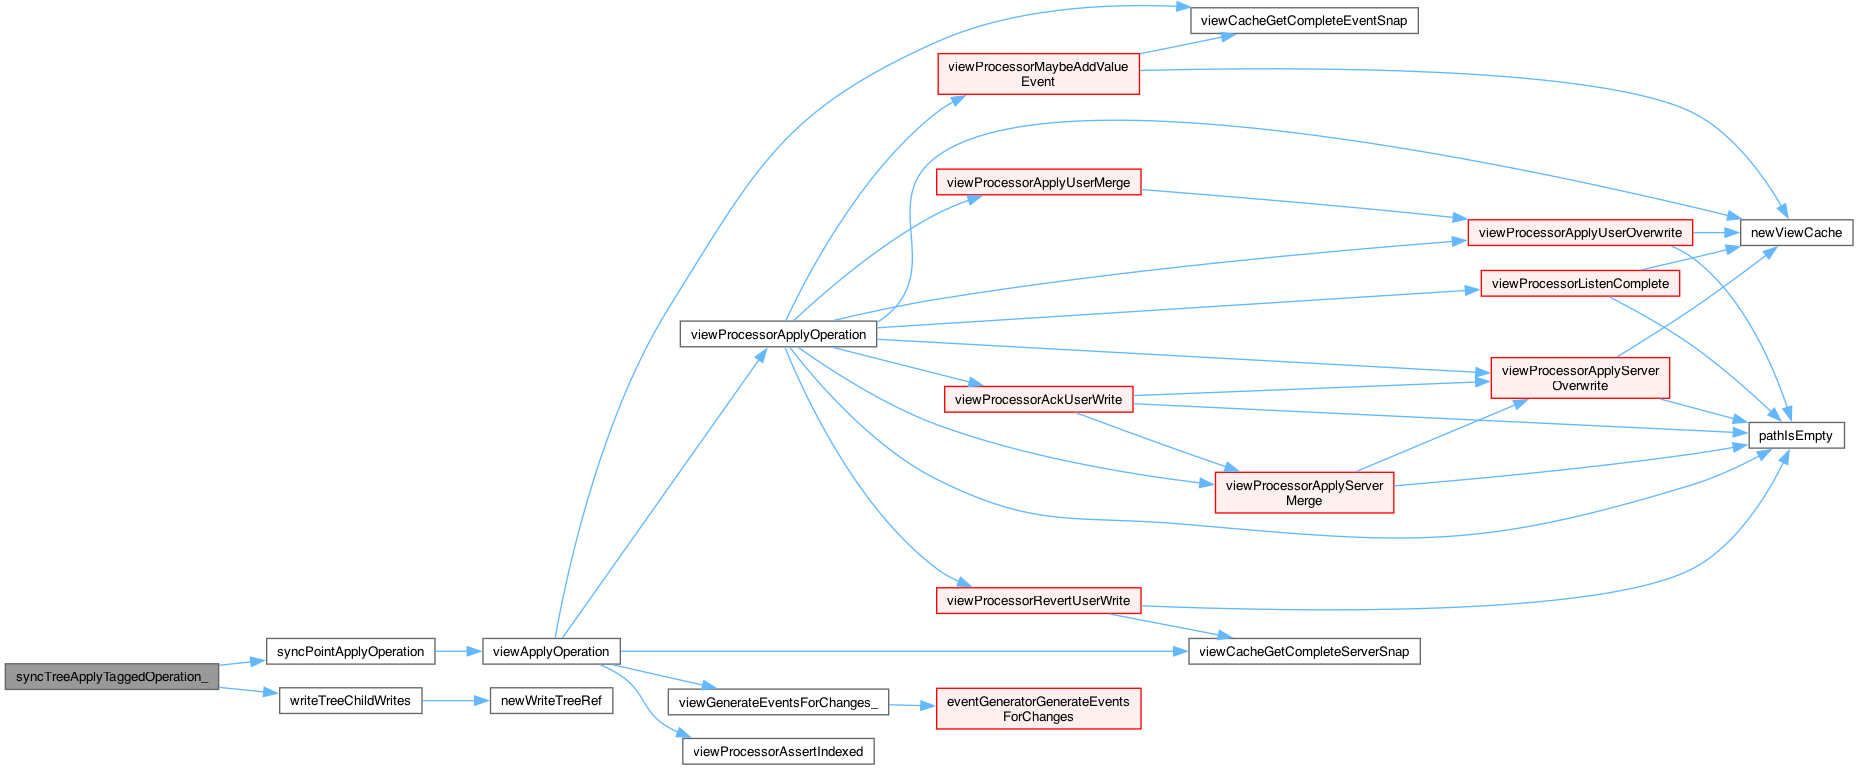 viewCacheGetCompleteEventSnap
viewProcessorMaybeAddValue
Event
viewProcessorApplyUserMerge
viewProcessorApplyUserOverwrite
newViewCache
viewProcessorListenComplete
viewProcessorApplyOperation
viewProcessorApplyServer
Overwrite
viewProcessorAckUserWrite
pathIsEmpty
viewProcessorApplyServer
Merge
viewProcessorRevertUserWrite
syncPointApplyOperation
viewApplyOperation
viewCacheGetCompleteServerSnap
syncTreeApplyTaggedOperation_
writeTreeChildWrites
newWriteTreeRef
viewGenerateEventsForChanges_
eventGeneratorGenerateEvents
ForChanges
viewProcessorAssertIndexed